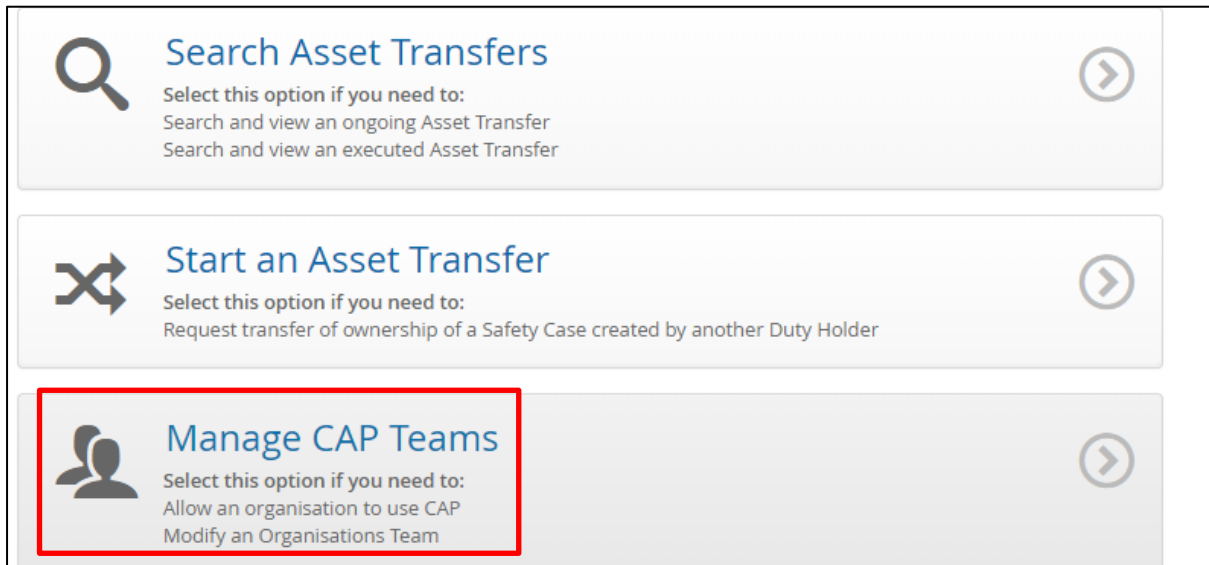 Search Asset Transfers
Select this option if you need to:
Search and view an ongoing Asset Transfer
Search and view an executed Asset Transfer
Start an Asset Transfer
Select this option if you need to:
Request transfer of ownership of a Safety Case created by another Duty Holder
Manage CAP Teams
Select this option if you need to:
Allow an organisation to use CAP
Modify an Organisations Team